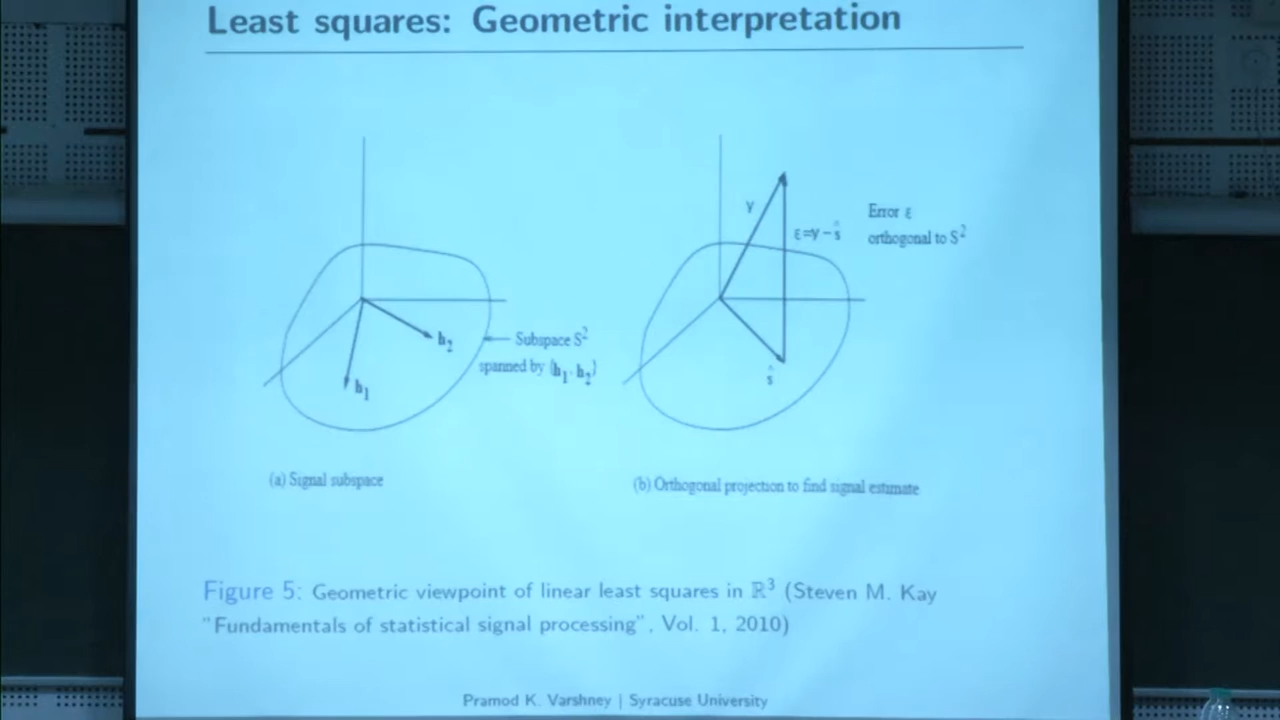 Least squares: Geometric interpretation
y
ε=y−ŝ
Error ε
orthogonal to S²
h₂
Subspace S²
spanned by {h₁, h₂}
h₁
ŝ
(a) Signal subspace
(b) Orthogonal projection to find signal estimate
Figure 5: Geometric viewpoint of linear least squares in ℝ³ (Steven M. Kay
"Fundamentals of statistical signal processing", Vol. 1, 2010)
Pramod K. Varshney | Syracuse University